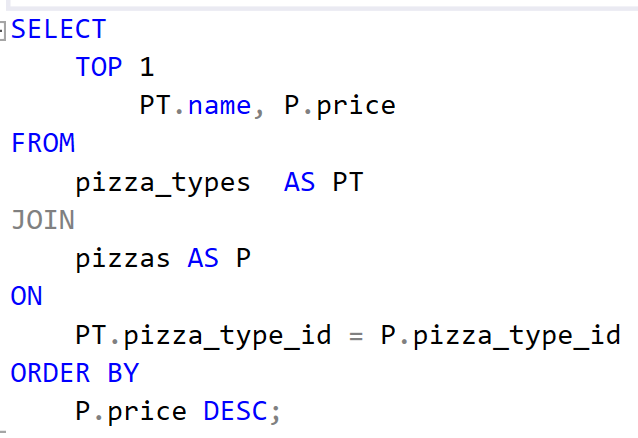 SELECT
TOP 1
PT.name, P.price
FROM
pizza_types  AS PT
JOIN
pizzas AS P
ON
PT.pizza_type_id = P.pizza_type_id
ORDER BY
P.price DESC;